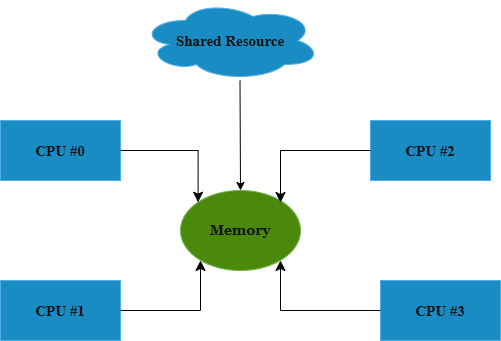 Shared Resource
CPU #0
CPU #2
Memory
CPU #1
CPU #3